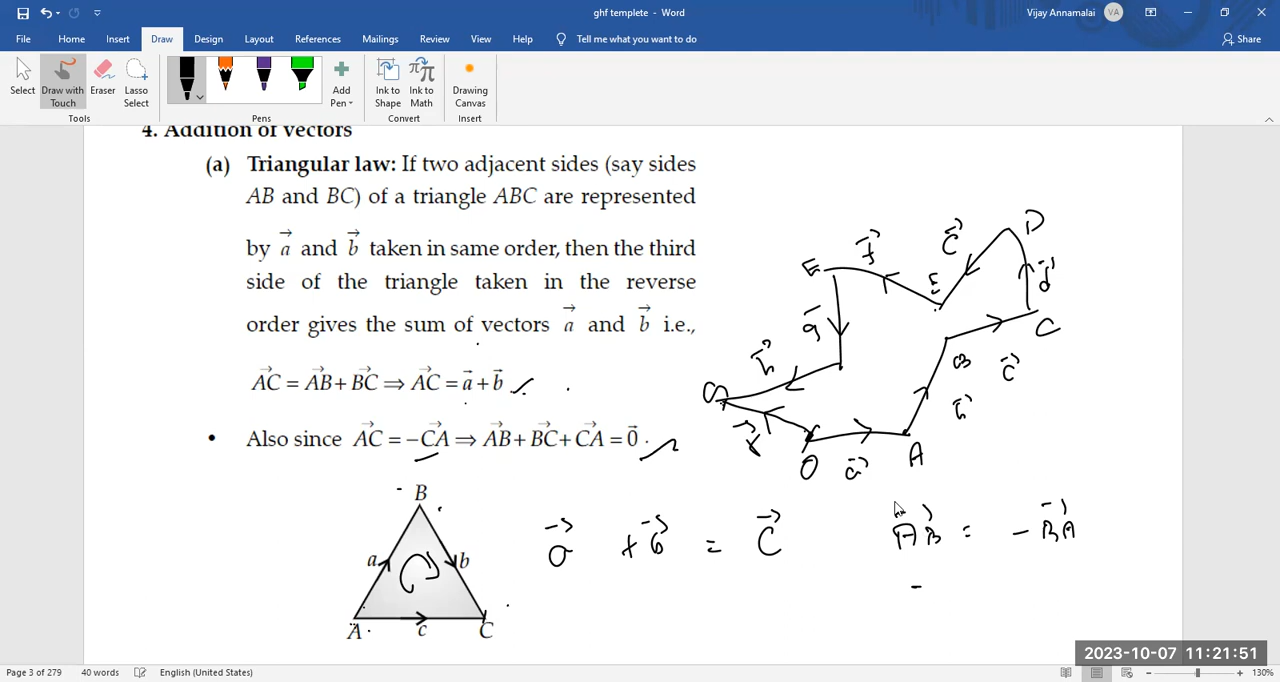 ghf templete - Word
Vijay Annamalai VA
File Home Insert Draw Design Layout References Mailings Review View Help Tell me what you want to do Share
Select Draw with Touch Eraser Lasso Select Add Pen Ink to Shape Ink to Math Drawing Canvas
Tools Pens Convert Insert
4. Addition of vectors
(a) Triangular law: If two adjacent sides (say sides
AB and BC) of a triangle ABC are represented
by a⃗ and b⃗ taken in same order, then the third
side of the triangle taken in the reverse
order gives the sum of vectors a⃗ and b⃗ i.e.,
AC⃗ = AB⃗ + BC⃗ ⇒ AC⃗ = a⃗ + b⃗
• Also since AC⃗ = −CA⃗ ⇒ AB⃗ + BC⃗ + CA⃗ = 0⃗.
B
a b
A c C
D
c⃗
f⃗
E
E
d⃗
g⃗
C
B
c⃗
h⃗
b⃗
G
x⃗
O a⃗ A
a⃗ + b⃗ = c⃗
AB⃗ = − BA⃗
2023-10-07 11:21:51
Page 3 of 279 40 words English (United States) 130%